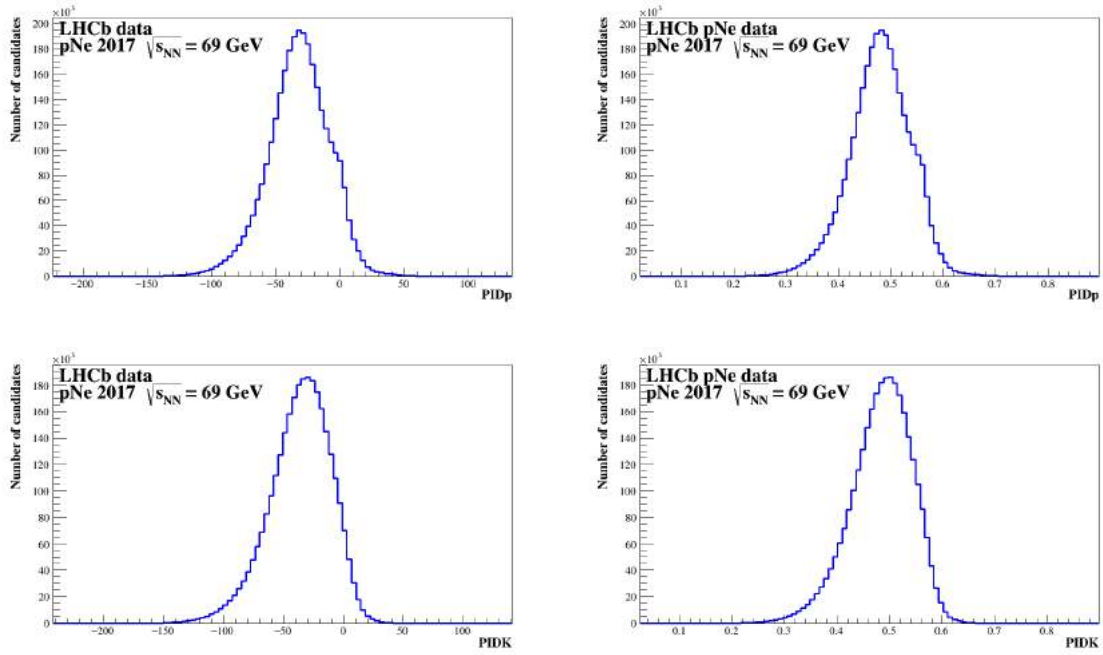 ×10³
LHCb data
pNe 2017 √sNN = 69 GeV
Number of candidates
200
180
160
140
120
100
80
60
40
20
0
−200 −150 −100 −50 0 50 100
PIDp
×10³
LHCb pNe data
pNe 2017 √sNN = 69 GeV
Number of candidates
200
180
160
140
120
100
80
60
40
20
0
0.1 0.2 0.3 0.4 0.5 0.6 0.7 0.8
PIDp
×10³
LHCb data
pNe 2017 √sNN = 69 GeV
Number of candidates
180
160
140
120
100
80
60
40
20
0
−200 −150 −100 −50 0 50 100
PIDK
×10³
LHCb pNe data
pNe 2017 √sNN = 69 GeV
Number of candidates
180
160
140
120
100
80
60
40
20
0
0.1 0.2 0.3 0.4 0.5 0.6 0.7 0.8
PIDK